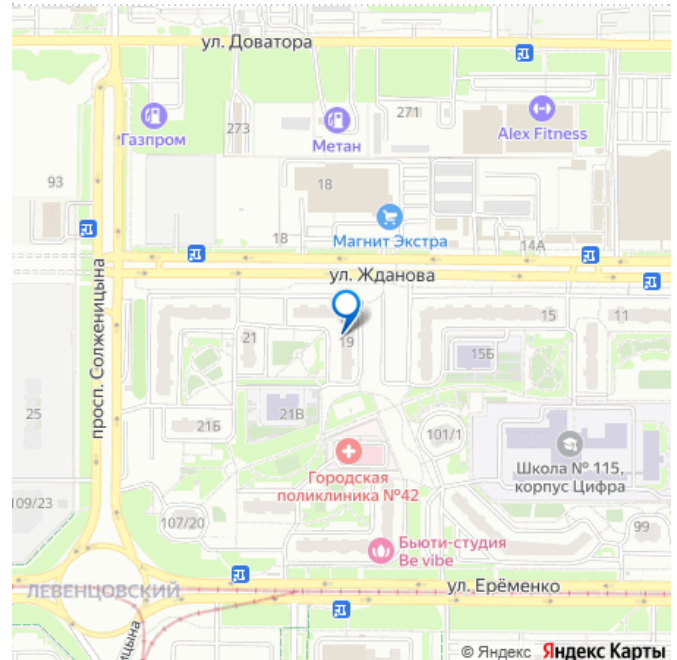 ул. Доватора
Газпром
273
Метан
271
Alex Fitness
93
18
Магнит Экстра
18
14А
ул. Жданова
просп. Солженицына
21
19
15
11
15Б
25
21Б
21В
101/1
Городская
поликлиника №42
Школа № 115,
корпус Цифра
109/23
107/20
99
Бьюти-студия
Be vibe
ЛЕВЕНЦОВСКИЙ
ул. Ерёменко
© Яндекс Яндекс Карты